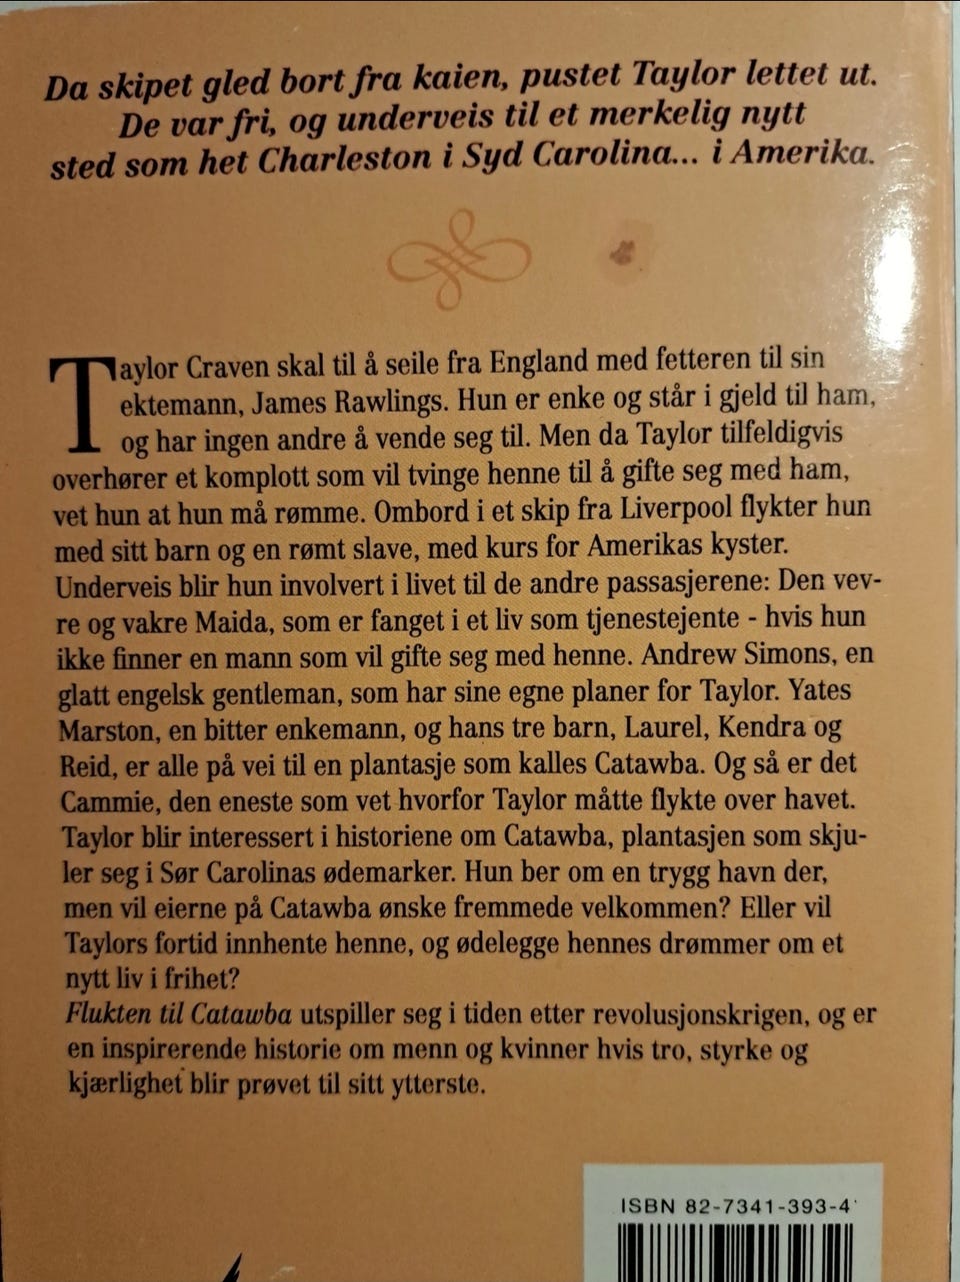 Da skipet gled bort fra kaien, pustet Taylor lettet ut.
De var fri, og underveis til et merkelig nytt
sted som het Charleston i Syd Carolina... i Amerika.
Taylor Craven skal til å seile fra England med fetteren til sin
ektemann, James Rawlings. Hun er enke og står i gjeld til ham,
og har ingen andre å vende seg til. Men da Taylor tilfeldigvis
overhører et komplott som vil tvinge henne til å gifte seg med ham,
vet hun at hun må rømme. Ombord i et skip fra Liverpool flykter hun
med sitt barn og en rømt slave, med kurs for Amerikas kyster.
Underveis blir hun involvert i livet til de andre passasjerene: Den vev-
re og vakre Maida, som er fanget i et liv som tjenestejente - hvis hun
ikke finner en mann som vil gifte seg med henne. Andrew Simons, en
glatt engelsk gentleman, som har sine egne planer for Taylor. Yates
Marston, en bitter enkemann, og hans tre barn, Laurel, Kendra og
Reid, er alle på vei til en plantasje som kalles Catawba. Og så er det
Cammie, den eneste som vet hvorfor Taylor måtte flykte over havet.
Taylor blir interessert i historiene om Catawba, plantasjen som skju-
ler seg i Sør Carolinas ødemarker. Hun ber om en trygg havn der,
men vil eierne på Catawba ønske fremmede velkommen? Eller vil
Taylors fortid innhente henne, og ødelegge hennes drømmer om et
nytt liv i frihet?
Flukten til Catawba utspiller seg i tiden etter revolusjonskrigen, og er
en inspirerende historie om menn og kvinner hvis tro, styrke og
kjærlighet blir prøvet til sitt ytterste.
ISBN 82-7341-393-4